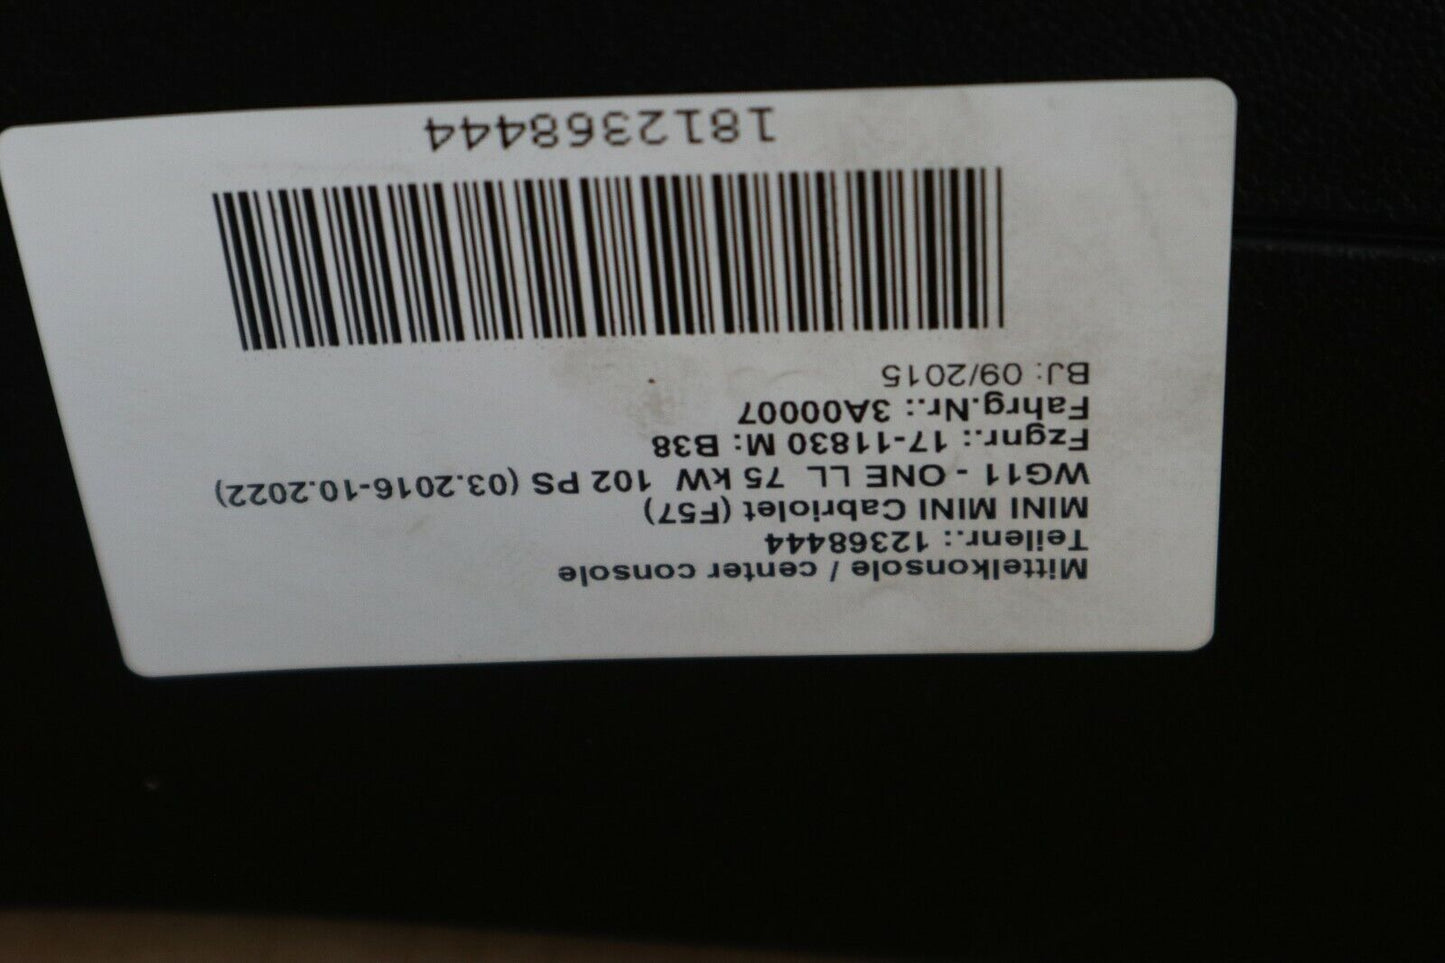 Mittelkonsole / center console
Teilenr.: 12368444
MINI MINI Cabriolet (F57)
WG11 - ONE LL 75 kW 102 PS (03.2016-10.2022)
Fzgnr.: 17-11830 M: B38
Fahrg.Nr.: 3A00007
BJ: 09/2015
1812368444